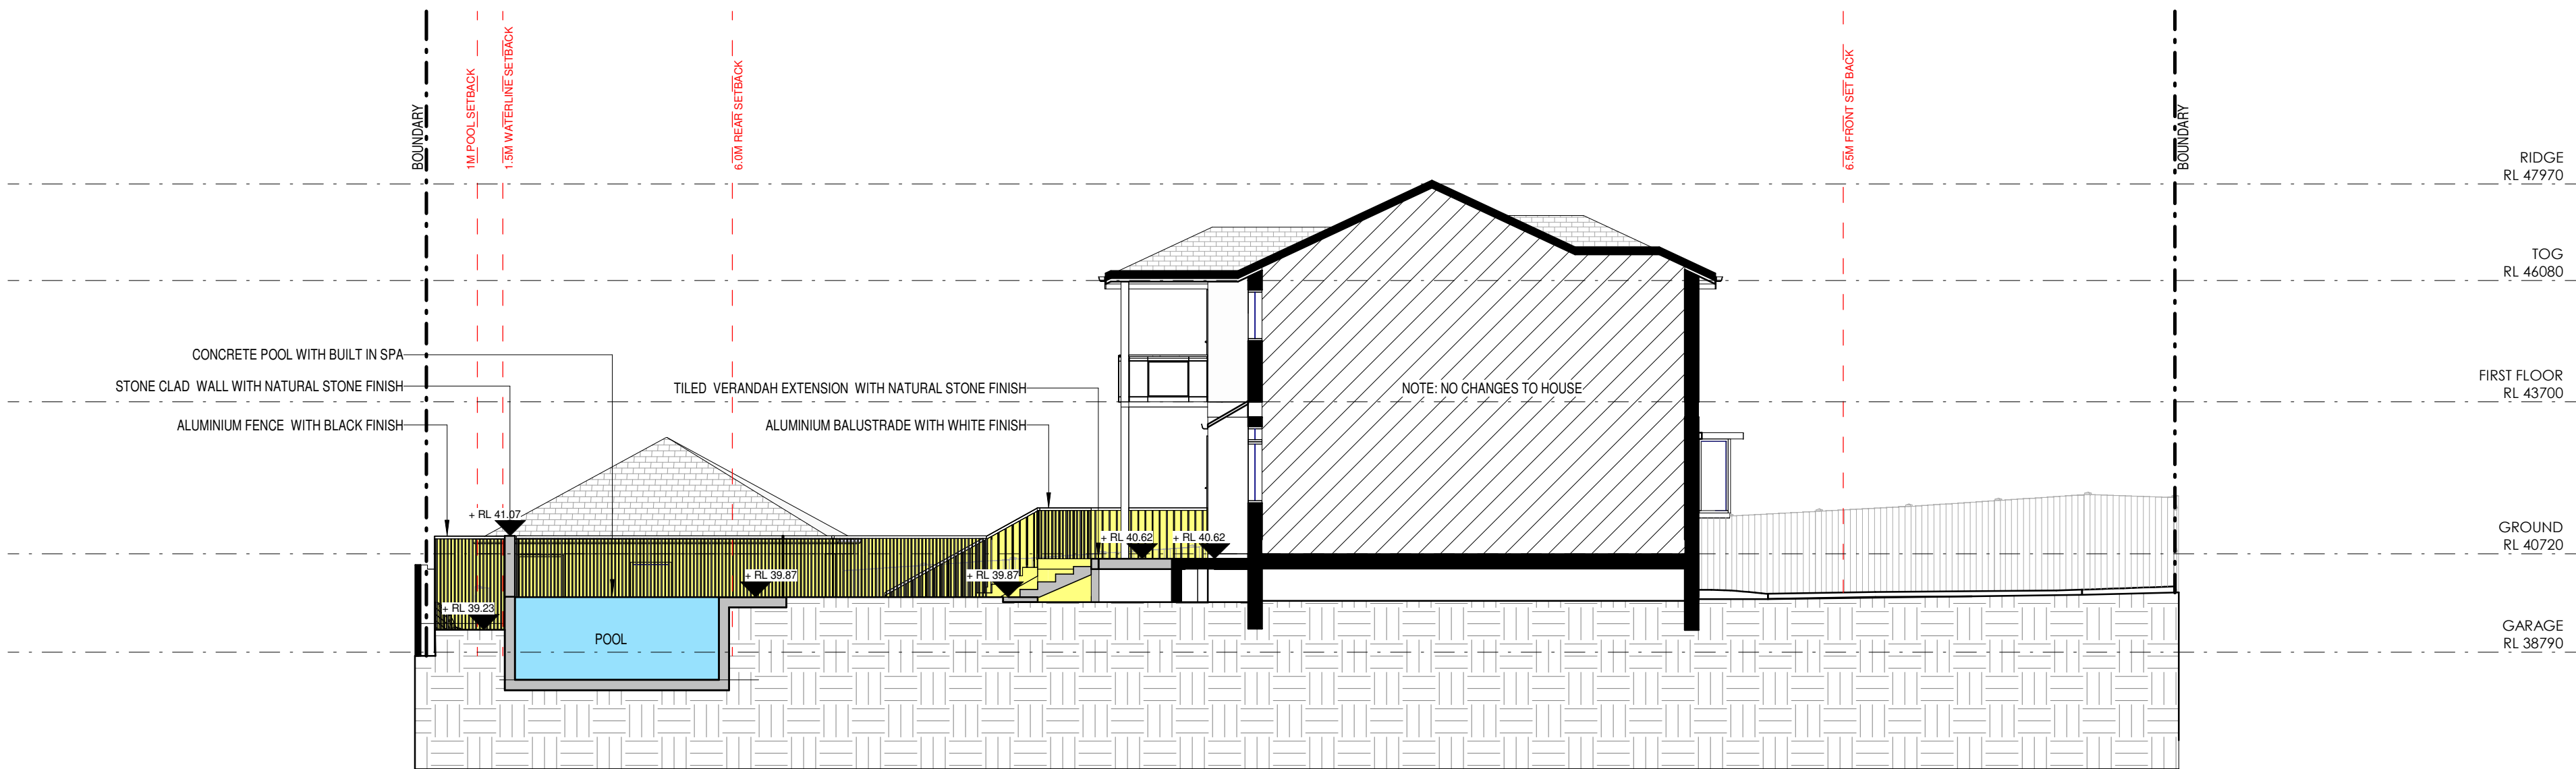 BOUNDARY
1M POOL SETBACK
1.5M WATERLINE SETBACK
6.0M REAR SETBACK
6.5M FRONT SET BACK
BOUNDARY
RIDGE
RL 47970
TOG
RL 46080
CONCRETE POOL WITH BUILT IN SPA
STONE CLAD WALL WITH NATURAL STONE FINISH
TILED VERANDAH EXTENSION WITH NATURAL STONE FINISH
NOTE: NO CHANGES TO HOUSE
FIRST FLOOR
RL 43700
ALUMINIUM FENCE WITH BLACK FINISH
ALUMINIUM BALUSTRADE WITH WHITE FINISH
+ RL 41.07
+ RL 40.62
+ RL 40.62
GROUND
RL 40720
+ RL 39.87
+ RL 39.87
+ RL 39.23
POOL
GARAGE
RL 38790